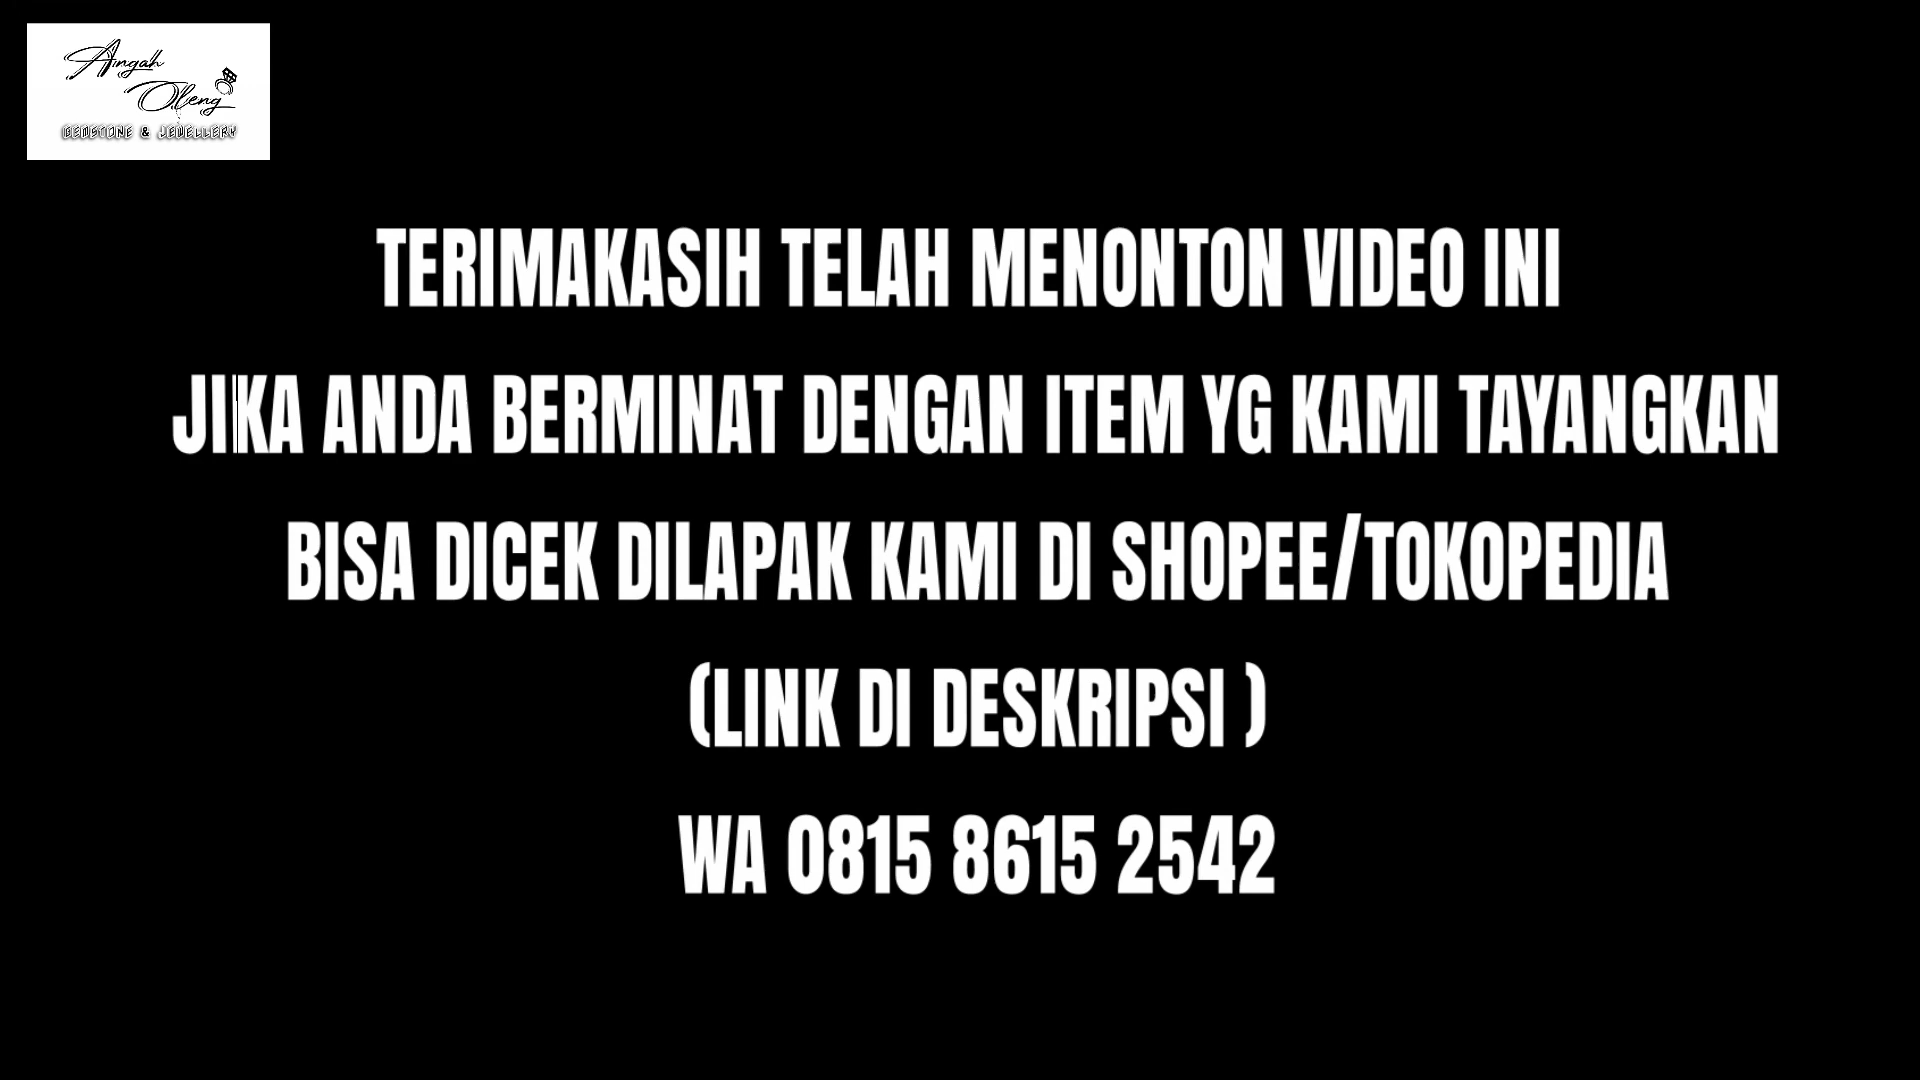 Angah
Oleng
GEMSTONE & JEWELLERY
TERIMAKASIH TELAH MENONTON VIDEO INI
JIKA ANDA BERMINAT DENGAN ITEM YG KAMI TAYANGKAN
BISA DICEK DILAPAK KAMI DI SHOPEE/TOKOPEDIA
(LINK DI DESKRIPSI )
WA 0815 8615 2542